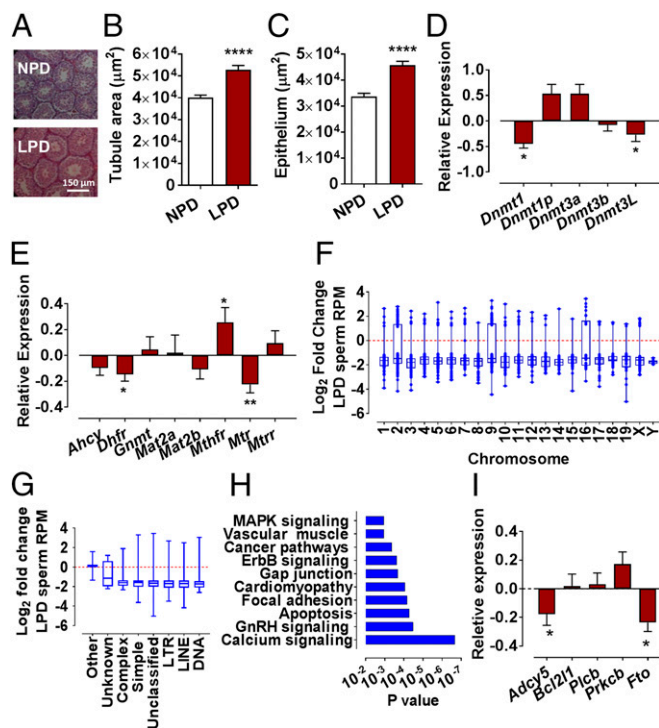 A
NPD
LPD
150 µm
B
Tubule area (µm²)
6×10⁴
5×10⁴
4×10⁴
3×10⁴
2×10⁴
1×10⁴
0
****
NPD
LPD
C
Epithelium (µm²)
5×10⁴
4×10⁴
3×10⁴
2×10⁴
1×10⁴
0
****
NPD
LPD
D
Relative Expression
1.0
0.5
0.0
-0.5
-1.0
*
*
Dnmt1
Dnmt1p
Dnmt3a
Dnmt3b
Dnmt3L
E
Relative Expression
0.4
0.2
0.0
-0.2
-0.4
*
*
**
Ahcy
Dhfr
Gnmt
Mat2a
Mat2b
Mthfr
Mtr
Mtrr
F
Log₂ Fold Change
LPD sperm RPM
4
2
0
-2
-4
-6
1
2
3
4
5
6
7
8
9
10
11
12
13
14
15
16
17
18
19
X
Y
Chromosome
G
Log₂ fold change
LPD sperm RPM
4
2
0
-2
-4
-6
Other
Unknown
Complex
Simple
Unclassified
LTR
LINE
DNA
H
MAPK signaling
Vascular muscle
Cancer pathways
ErbB signaling
Gap junction
Cardiomyopathy
Focal adhesion
Apoptosis
GnRH signaling
Calcium signaling
10⁻²
10⁻³
10⁻⁴
10⁻⁵
10⁻⁶
10⁻⁷
P value
I
Relative expression
0.4
0.2
0.0
-0.2
-0.4
*
*
Adcy5
Bcl2l1
Plcb
Prkcb
Fto